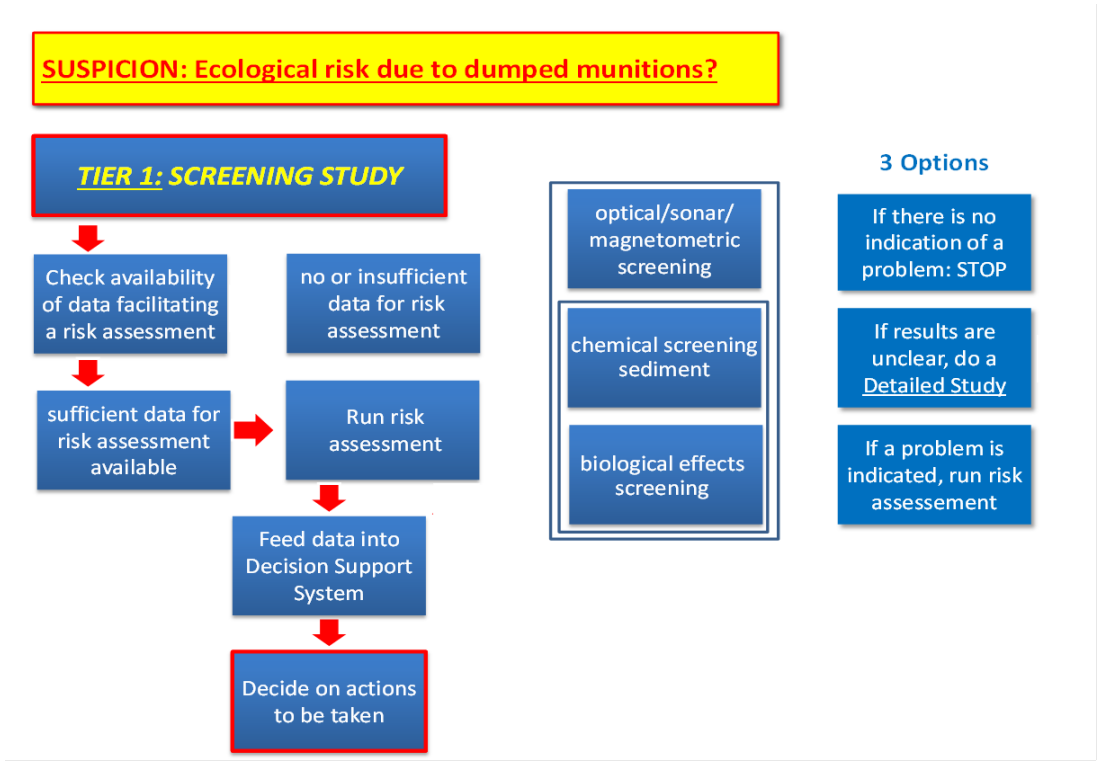 SUSPICION: Ecological risk due to dumped munitions?
TIER 1: SCREENING STUDY
Check availability
of data facilitating
a risk assessment
no or insufficient
data for risk
assessment
sufficient data for
risk assessment
available
Run risk
assessment
Feed data into
Decision Support
System
Decide on actions
to be taken
optical/sonar/
magnetometric
screening
chemical screening
sediment
biological effects
screening
3 Options
If there is no
indication of a
problem: STOP
If results are
unclear, do a
Detailed Study
If a problem is
indicated, run risk
assessement